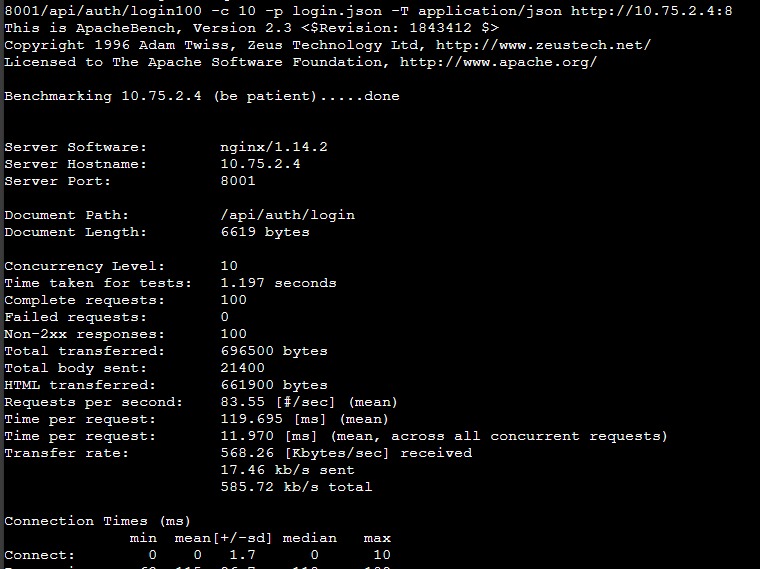 8001/api/auth/login100 -c 10 -p login.json -T application/json http://10.75.2.4:8
This is ApacheBench, Version 2.3 <$Revision: 1843412 $>
Copyright 1996 Adam Twiss, Zeus Technology Ltd, http://www.zeustech.net/
Licensed to The Apache Software Foundation, http://www.apache.org/
Benchmarking 10.75.2.4 (be patient).....done
Server Software: nginx/1.14.2
Server Hostname: 10.75.2.4
Server Port: 8001
Document Path: /api/auth/login
Document Length: 6619 bytes
Concurrency Level: 10
Time taken for tests: 1.197 seconds
Complete requests: 100
Failed requests: 0
Non-2xx responses: 100
Total transferred: 696500 bytes
Total body sent: 21400
HTML transferred: 661900 bytes
Requests per second: 83.55 [#/sec] (mean)
Time per request: 119.695 [ms] (mean)
Time per request: 11.970 [ms] (mean, across all concurrent requests)
Transfer rate: 568.26 [Kbytes/sec] received
17.46 kb/s sent
585.72 kb/s total
Connection Times (ms)
min mean[+/-sd] median max
Connect: 0 0 1.7 0 10